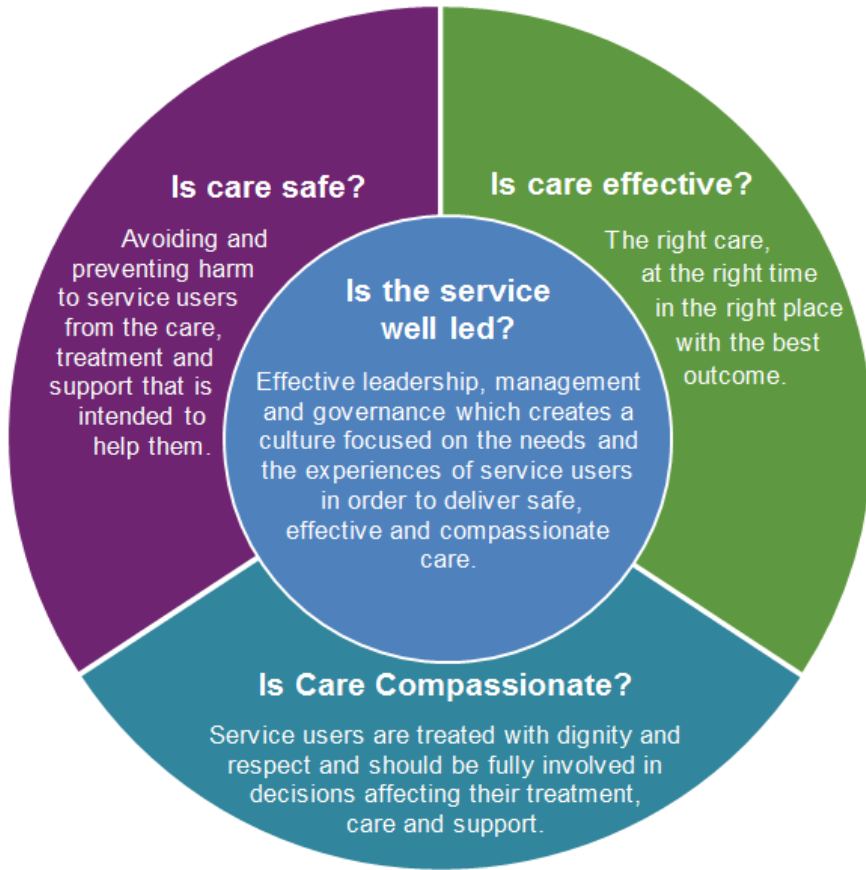 Is care safe?
Avoiding and
preventing harm
to service users
from the care,
treatment and
support that is
intended to
help them.
Is care effective?
The right care,
at the right time
in the right place
with the best
outcome.
Is the service
well led?
Effective leadership, management
and governance which creates a
culture focused on the needs and
the experiences of service users
in order to deliver safe,
effective and compassionate
care.
Is Care Compassionate?
Service users are treated with dignity and
respect and should be fully involved in
decisions affecting their treatment,
care and support.